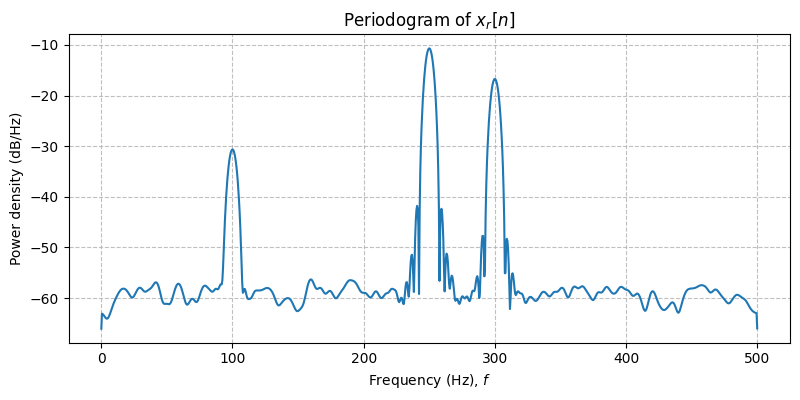 Periodogram of $x_r[n]$
Power density (dB/Hz)
−10
−20
−30
−40
−50
−60
0 100 200 300 400 500
Frequency (Hz), $f$